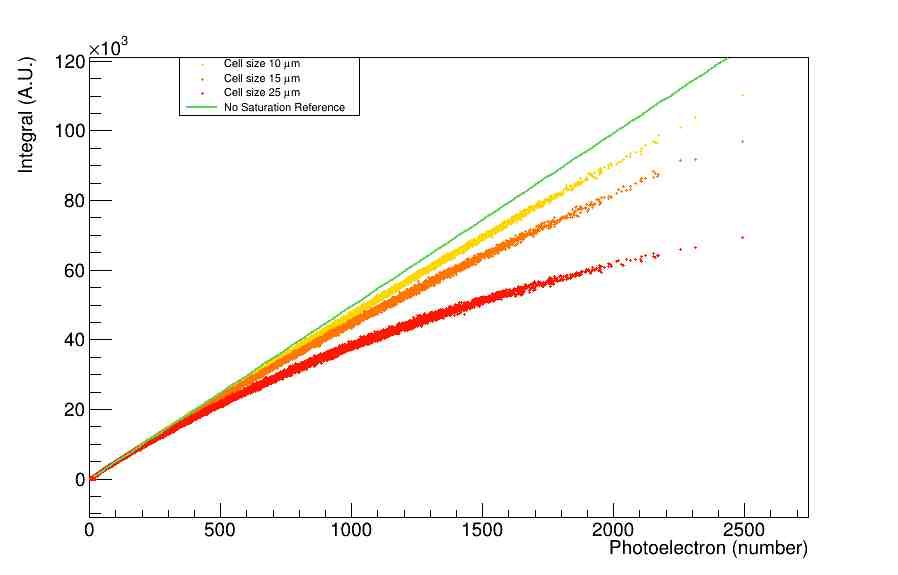 ×10³
120
100
80
60
40
20
0
Integral (A.U.)
Cell size 10 μm
Cell size 15 μm
Cell size 25 μm
No Saturation Reference
0 500 1000 1500 2000 2500
Photoelectron (number)